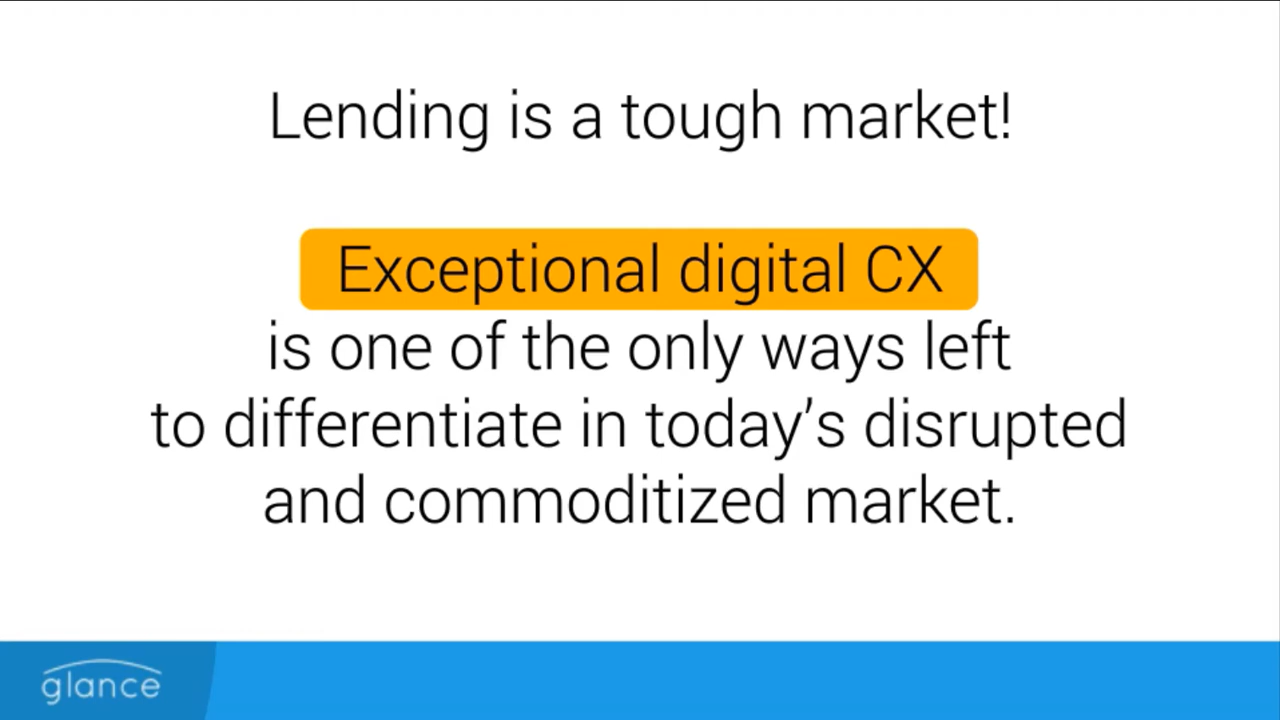 Lending is a tough market!
Exceptional digital CX
is one of the only ways left
to differentiate in today’s disrupted
and commoditized market.
glance